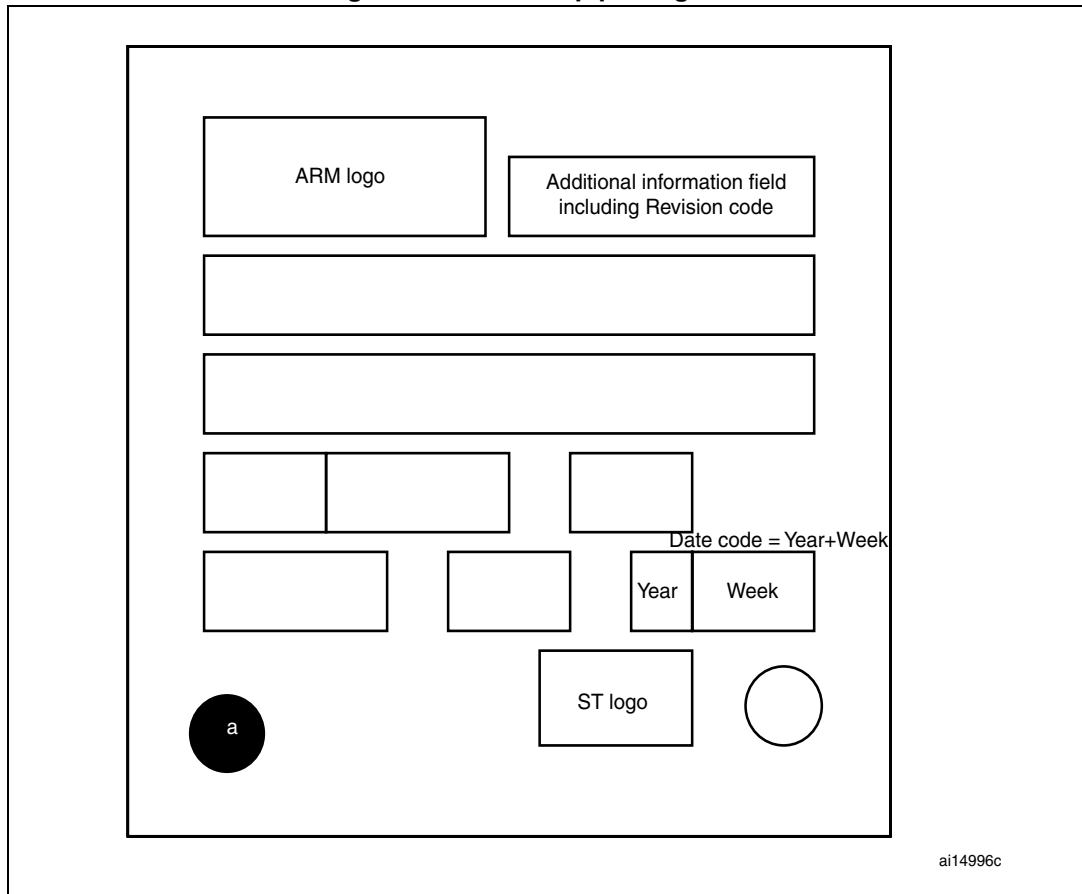 ARM logo
Additional information field
including Revision code
Date code = Year+Week
Year
Week
ST logo
a
ai14996c